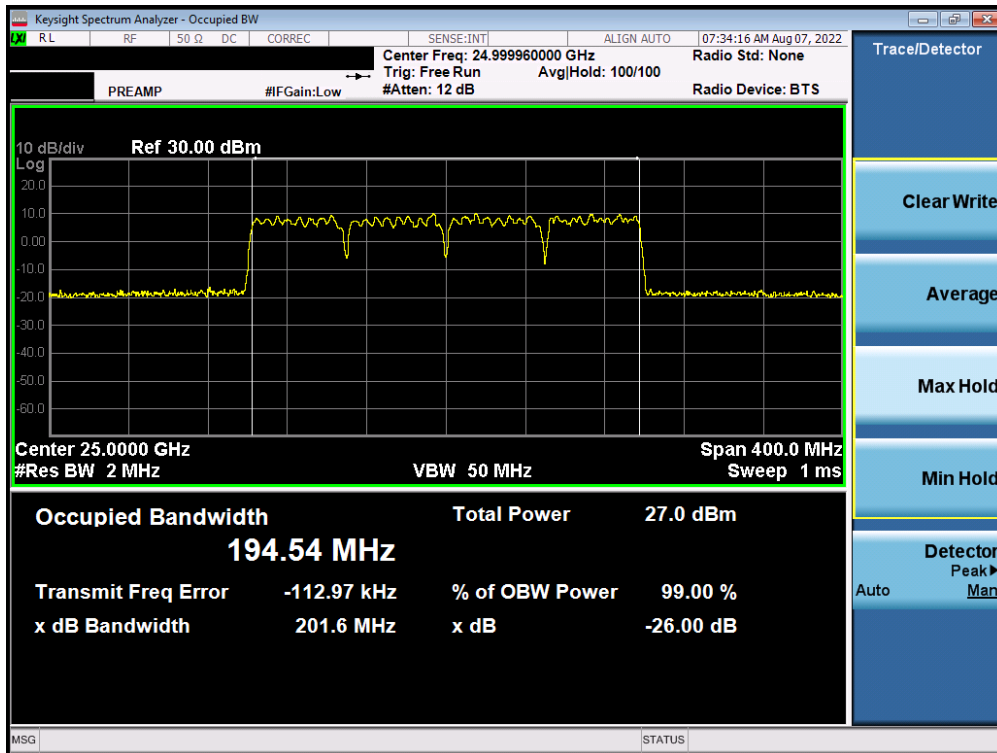 Keysight Spectrum Analyzer - Occupied BW
LXI RL RF 50 Ω DC CORREC SENSE:INT ALIGN AUTO 07:34:16 AM Aug 07, 2022
Center Freq: 24.999960000 GHz Radio Std: None
Trig: Free Run Avg|Hold: 100/100
PREAMP #IFGain:Low #Atten: 12 dB Radio Device: BTS
Trace/Detector
10 dB/div Ref 30.00 dBm
Log
20.0
10.0
0.00
-10.0
-20.0
-30.0
-40.0
-50.0
-60.0
Center 25.0000 GHz Span 400.0 MHz
#Res BW 2 MHz VBW 50 MHz Sweep 1 ms
Occupied Bandwidth Total Power 27.0 dBm
194.54 MHz
Transmit Freq Error -112.97 kHz % of OBW Power 99.00 %
x dB Bandwidth 201.6 MHz x dB -26.00 dB
Clear Write
Average
Max Hold
Min Hold
Detector
Peak▶
Auto Man
MSG STATUS